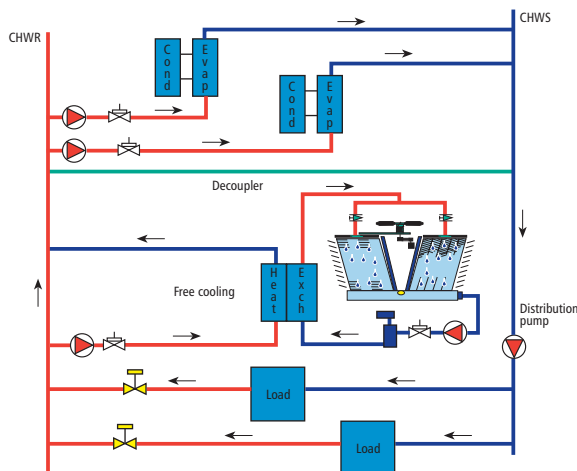 CHWR
CHWS
Cond
Evap
Cond
Evap
Decoupler
Free cooling
Heat
Exch
Distribution
pump
Load
Load